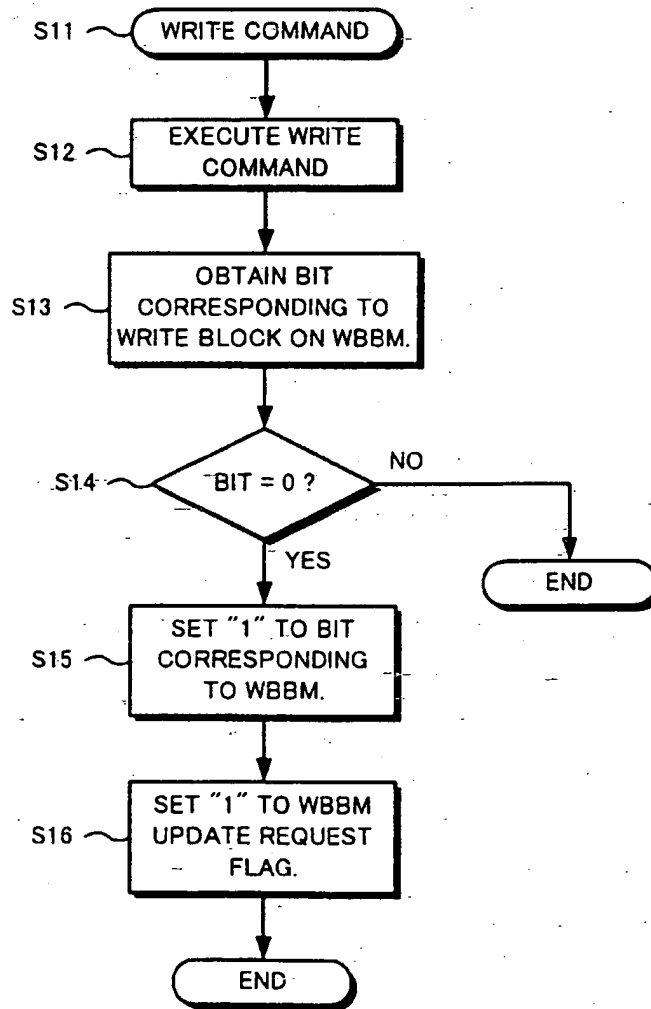 S11
WRITE COMMAND
S12
EXECUTE WRITE
COMMAND
S13
OBTAIN BIT
CORRESPONDING TO
WRITE BLOCK ON WBBM.
S14
BIT = 0 ?
NO
YES
END
S15
SET "1" TO BIT
CORRESPONDING
TO WBBM.
S16
SET "1" TO WBBM
UPDATE REQUEST
FLAG.
END